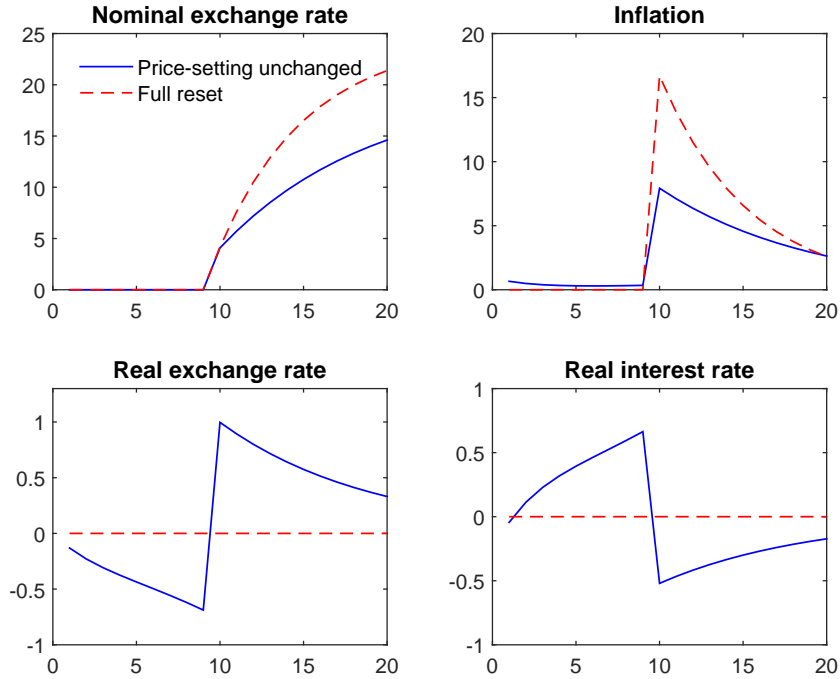 Nominal exchange rate
25
20
15
10
5
0
0 5 10 15 20
Price-setting unchanged
Full reset
Inflation
20
15
10
5
0
0 5 10 15 20
Real exchange rate
1
0.5
0
-0.5
-1
0 5 10 15 20
Real interest rate
1
0.5
0
-0.5
-1
0 5 10 15 20